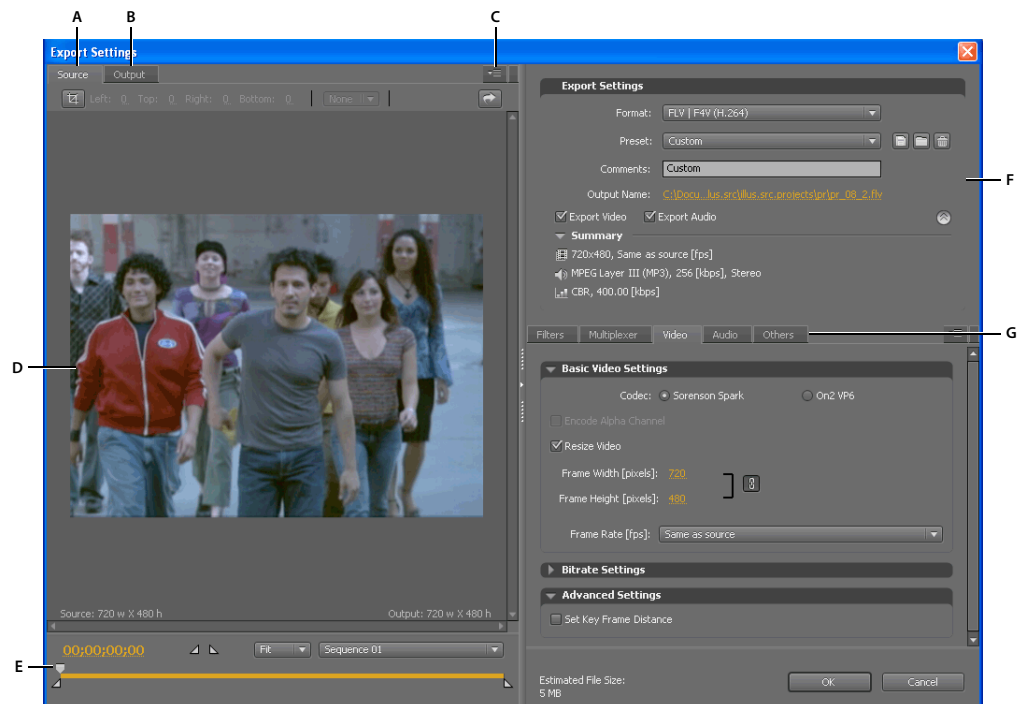 A B C
Export Settings
Source Output
Left: 0 Top: 0 Right: 0 Bottom: 0 None
Export Settings
Format: FLV | F4V (H.264)
Preset: Custom
Comments: Custom
Output Name: C:\Docu...lus.src\illus.src.projects\pr\pr_08_2.flv
F
Export Video Export Audio
Summary
720x480, Same as source [fps]
MPEG Layer III (MP3), 256 [kbps], Stereo
CBR, 400.00 [kbps]
Filters Multiplexer Video Audio Others
G
D
Basic Video Settings
Codec: Sorenson Spark On2 VP6
Encode Alpha Channel
Resize Video
Frame Width [pixels]: 720
Frame Height [pixels]: 480
Frame Rate [fps]: Same as source
Bitrate Settings
Advanced Settings
Set Key Frame Distance
Source: 720 w X 480 h Output: 720 w X 480 h
00;00;00;00 Fit Sequence 01
E
Estimated File Size:
5 MB
OK Cancel